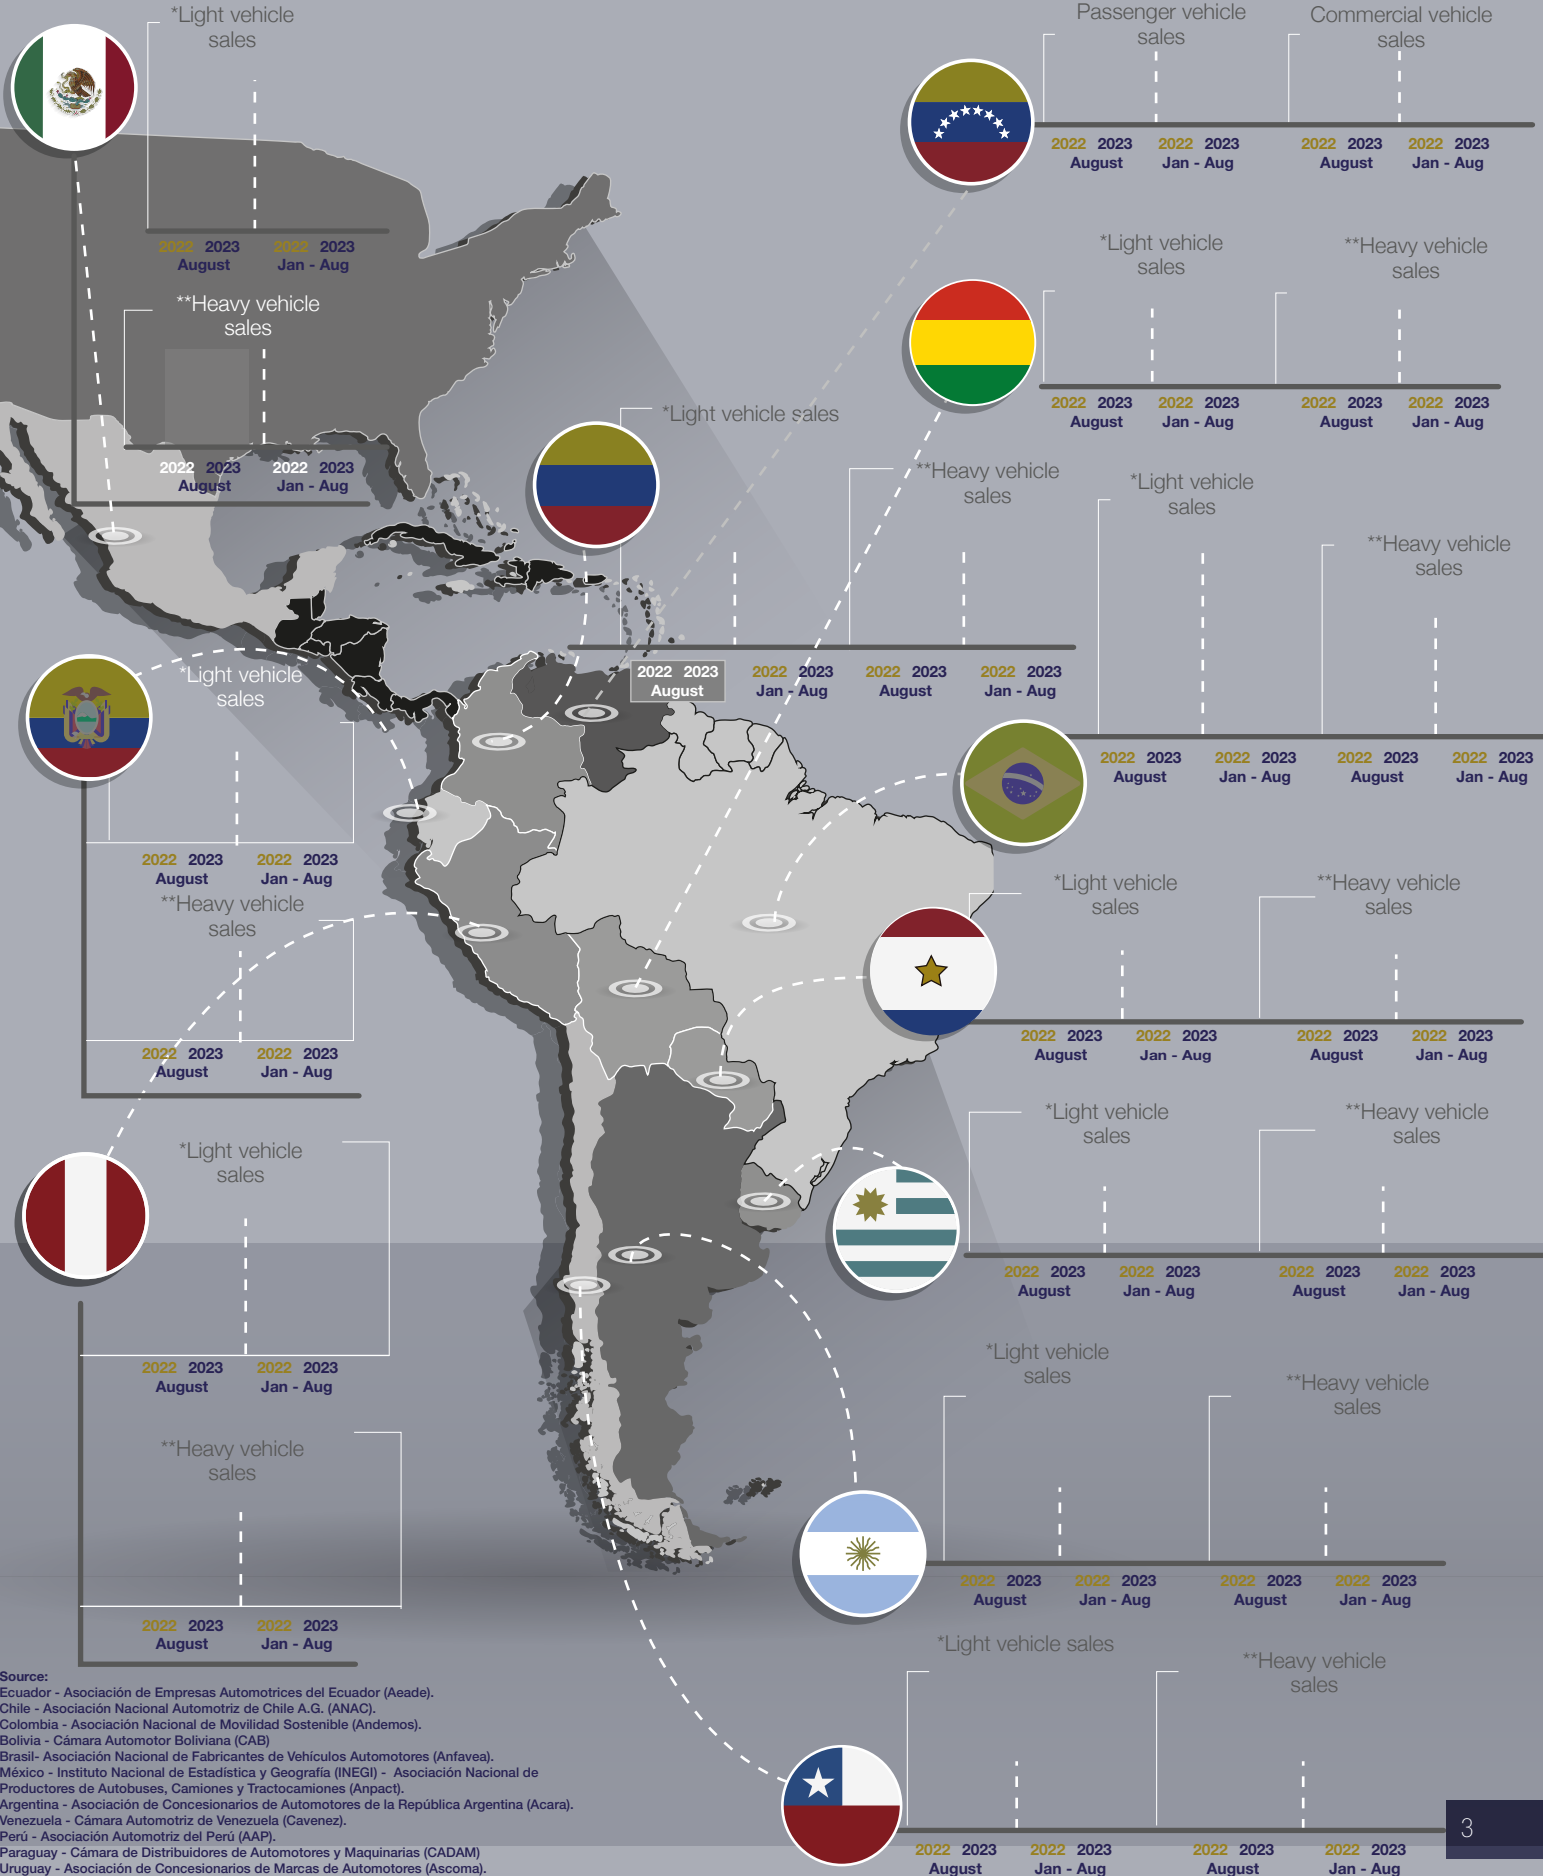 *Light vehicle
sales
2022 2023 2022 2023
August Jan - Aug
**Heavy vehicle
sales
2022 2023 2022 2023
August Jan - Aug
Passenger vehicle
sales
Commercial vehicle
sales
2022 2023 2022 2023 2022 2023 2022 2023
August Jan - Aug August Jan - Aug
*Light vehicle
sales
**Heavy vehicle
sales
2022 2023 2022 2023 2022 2023 2022 2023
August Jan - Aug August Jan - Aug
*Light vehicle sales
**Heavy vehicle
sales
2022 2023 2022 2023 2022 2023 2022 2023
August Jan - Aug August Jan - Aug
*Light vehicle
sales
**Heavy vehicle
sales
2022 2023 2022 2023 2022 2023 2022 2023
August Jan - Aug August Jan - Aug
*Light vehicle
sales
2022 2023 2022 2023
August Jan - Aug
**Heavy vehicle
sales
2022 2023 2022 2023
August Jan - Aug
*Light vehicle
sales
**Heavy vehicle
sales
2022 2023 2022 2023 2022 2023 2022 2023
August Jan - Aug August Jan - Aug
*Light vehicle
sales
**Heavy vehicle
sales
2022 2023 2022 2023 2022 2023 2022 2023
August Jan - Aug August Jan - Aug
*Light vehicle
sales
2022 2023 2022 2023
August Jan - Aug
**Heavy vehicle
sales
2022 2023 2022 2023
August Jan - Aug
*Light vehicle
sales
**Heavy vehicle
sales
2022 2023 2022 2023 2022 2023 2022 2023
August Jan - Aug August Jan - Aug
*Light vehicle sales
**Heavy vehicle
sales
2022 2023 2022 2023 2022 2023 2022 2023
August Jan - Aug August Jan - Aug
Source:
Ecuador - Asociación de Empresas Automotrices del Ecuador (Aeade).
Chile - Asociación Nacional Automotriz de Chile A.G. (ANAC).
Colombia - Asociación Nacional de Movilidad Sostenible (Andemos).
Bolivia - Cámara Automotor Boliviana (CAB)
Brasil- Asociación Nacional de Fabricantes de Vehículos Automotores (Anfavea).
México - Instituto Nacional de Estadística y Geografía (INEGI) - Asociación Nacional de
Productores de Autobuses, Camiones y Tractocamiones (Anpact).
Argentina - Asociación de Concesionarios de Automotores de la República Argentina (Acara).
Venezuela - Cámara Automotriz de Venezuela (Cavenez).
Perú - Asociación Automotriz del Perú (AAP).
Paraguay - Cámara de Distribuidores de Automotores y Maquinarias (CADAM)
Uruguay - Asociación de Concesionarios de Marcas de Automotores (Ascoma).
3